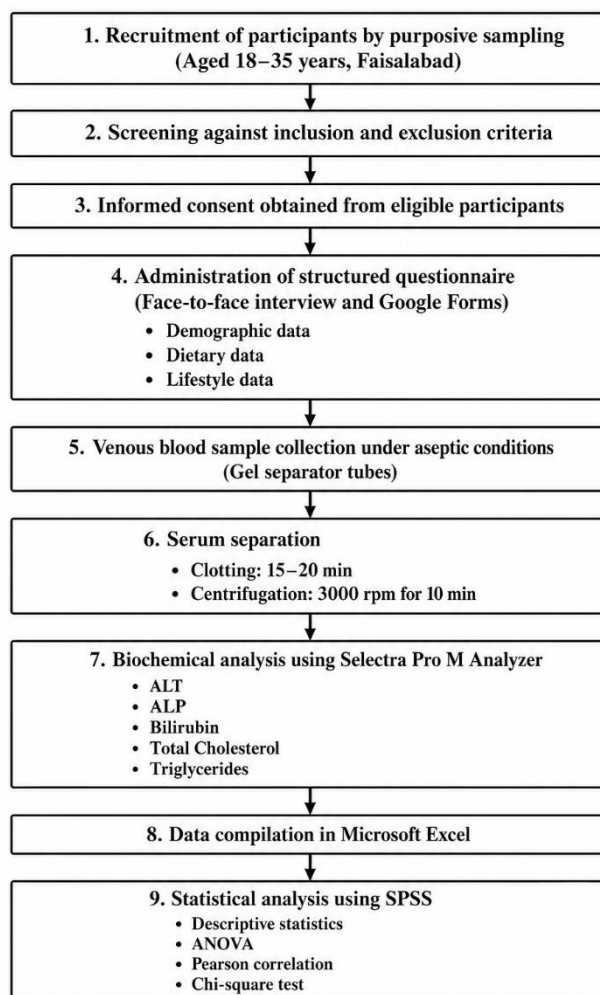 1. Recruitment of participants by purposive sampling
(Aged 18–35 years, Faisalabad)
2. Screening against inclusion and exclusion criteria
3. Informed consent obtained from eligible participants
4. Administration of structured questionnaire
(Face-to-face interview and Google Forms)
• Demographic data
• Dietary data
• Lifestyle data
5. Venous blood sample collection under aseptic conditions
(Gel separator tubes)
6. Serum separation
• Clotting: 15–20 min
• Centrifugation: 3000 rpm for 10 min
7. Biochemical analysis using Selectra Pro M Analyzer
• ALT
• ALP
• Bilirubin
• Total Cholesterol
• Triglycerides
8. Data compilation in Microsoft Excel
9. Statistical analysis using SPSS
• Descriptive statistics
• ANOVA
• Pearson correlation
• Chi-square test